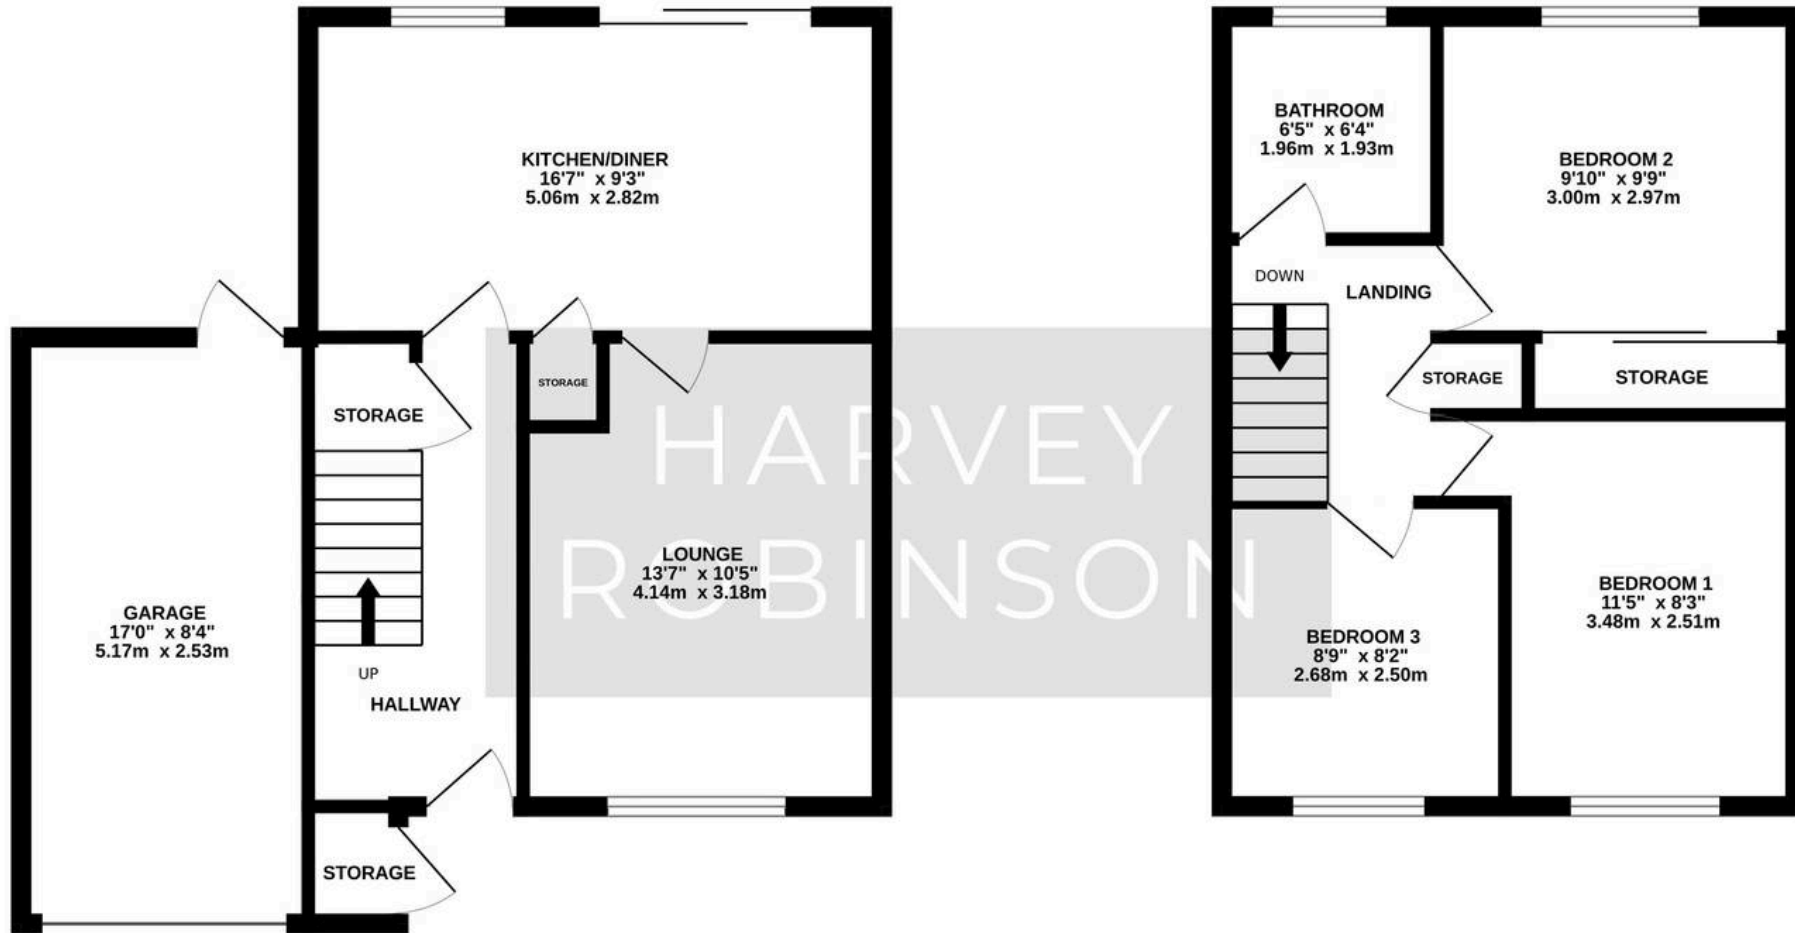 KITCHEN/DINER
16'7" x 9'3"
5.06m x 2.82m
STORAGE
STORAGE
LOUNGE
13'7" x 10'5"
4.14m x 3.18m
GARAGE
17'0" x 8'4"
5.17m x 2.53m
UP
HALLWAY
STORAGE
HARVEY
ROBINSON
BATHROOM
6'5" x 6'4"
1.96m x 1.93m
BEDROOM 2
9'10" x 9'9"
3.00m x 2.97m
DOWN
LANDING
STORAGE
STORAGE
BEDROOM 1
11'5" x 8'3"
3.48m x 2.51m
BEDROOM 3
8'9" x 8'2"
2.68m x 2.50m